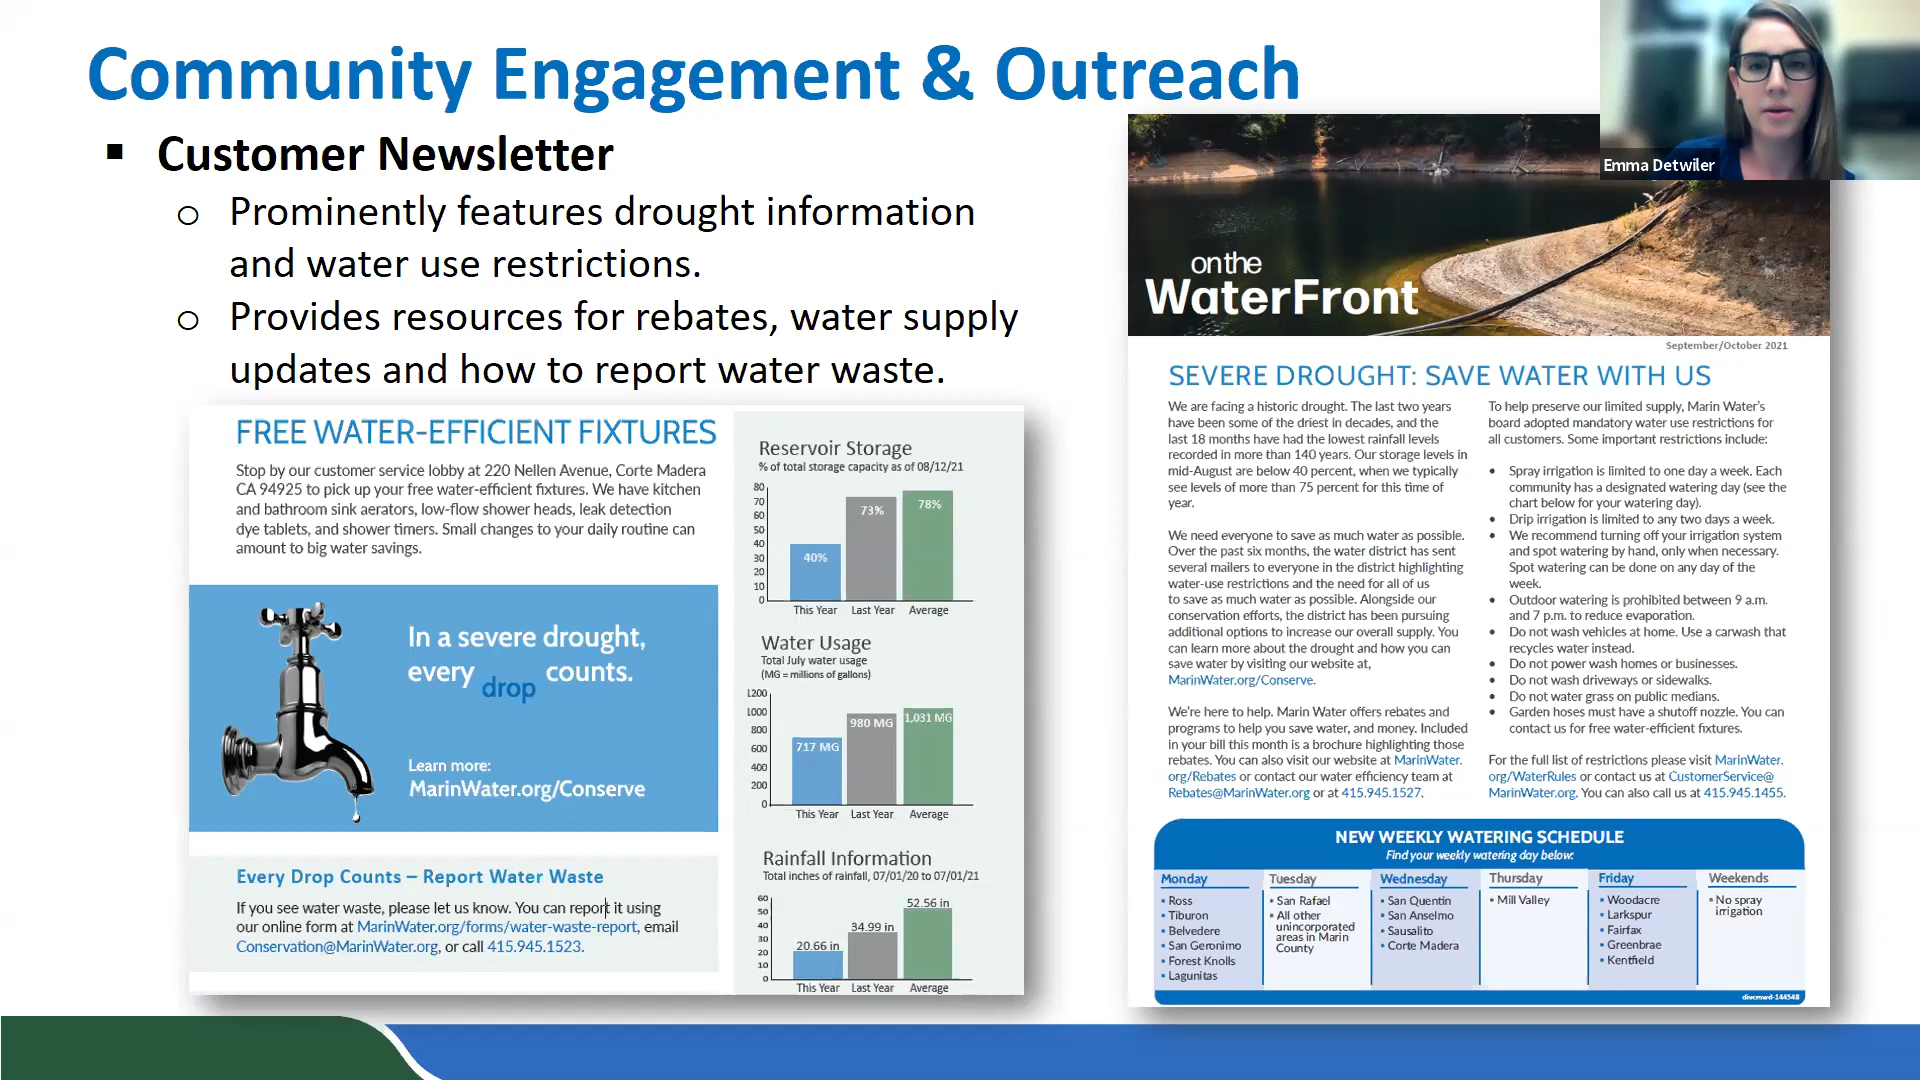 Community Engagement & Outreach
▪ Customer Newsletter
o Prominently features drought information
and water use restrictions.
o Provides resources for rebates, water supply
updates and how to report water waste.
Emma Detwiler
FREE WATER-EFFICIENT FIXTURES
Stop by our customer service lobby at 220 Nellen Avenue, Corte Madera
CA 94925 to pick up your free water-efficient fixtures. We have kitchen
and bathroom sink aerators, low-flow shower heads, leak detection
dye tablets, and shower timers. Small changes to your daily routine can
amount to big water savings.
In a severe drought,
every drop counts.
Learn more:
MarinWater.org/Conserve
Every Drop Counts – Report Water Waste
If you see water waste, please let us know. You can report it using
our online form at MarinWater.org/forms/water-waste-report, email
Conservation@MarinWater.org, or call 415.945.1523.
Reservoir Storage
% of total storage capacity as of 08/12/21
80
70
60
50
40
30
20
10
0
40%
73%
78%
This Year Last Year Average
Water Usage
Total July water usage
(MG = millions of gallons)
1200
1000
800
600
400
200
0
717 MG
980 MG
1,031 MG
This Year Last Year Average
Rainfall Information
Total inches of rainfall, 07/01/20 to 07/01/21
60
50
40
30
20
10
0
20.66 in
34.99 in
52.56 in
This Year Last Year Average
on the
WaterFront
September/October 2021
SEVERE DROUGHT: SAVE WATER WITH US
We are facing a historic drought. The last two years
have been some of the driest in decades, and the
last 18 months have had the lowest rainfall levels
recorded in more than 140 years. Our storage levels in
mid-August are below 40 percent, when we typically
see levels of more than 75 percent for this time of
year.
We need everyone to save as much water as possible.
Over the past six months, the water district has sent
several mailers to everyone in the district highlighting
water-use restrictions and the need for all of us
to save as much water as possible. Alongside our
conservation efforts, the district has been pursuing
additional options to increase our overall supply. You
can learn more about the drought and how you can
save water by visiting our website at,
MarinWater.org/Conserve.
We're here to help. Marin Water offers rebates and
programs to help you save water, and money. Included
in your bill this month is a brochure highlighting those
rebates. You can also visit our website at MarinWater.
org/Rebates or contact our water efficiency team at
Rebates@MarinWater.org or at 415.945.1527.
To help preserve our limited supply, Marin Water's
board adopted mandatory water use restrictions for
all customers. Some important restrictions include:
• Spray irrigation is limited to one day a week. Each
community has a designated watering day (see the
chart below for your watering day).
• Drip irrigation is limited to any two days a week.
• We recommend turning off your irrigation system
and spot watering by hand, only when necessary.
Spot watering can be done on any day of the
week.
• Outdoor watering is prohibited between 9 a.m.
and 7 p.m. to reduce evaporation.
• Do not wash vehicles at home. Use a carwash that
recycles water instead.
• Do not power wash homes or businesses.
• Do not wash driveways or sidewalks.
• Do not water grass on public medians.
• Garden hoses must have a shutoff nozzle. You can
contact us for free water-efficient fixtures.
For the full list of restrictions please visit MarinWater.
org/WaterRules or contact us at CustomerService@
MarinWater.org. You can also call us at 415.945.1455.
NEW WEEKLY WATERING SCHEDULE
Find your weekly watering day below:
Monday
▪ Ross
▪ Tiburon
▪ Belvedere
▪ San Geronimo
▪ Forest Knolls
▪ Lagunitas
Tuesday
▪ San Rafael
▪ All other
unincorporated
areas in Marin
County
Wednesday
▪ San Quentin
▪ San Anselmo
▪ Sausalito
▪ Corte Madera
Thursday
▪ Mill Valley
Friday
▪ Woodacre
▪ Larkspur
▪ Fairfax
▪ Greenbrae
▪ Kentfield
Weekends
▪ No spray
irrigation